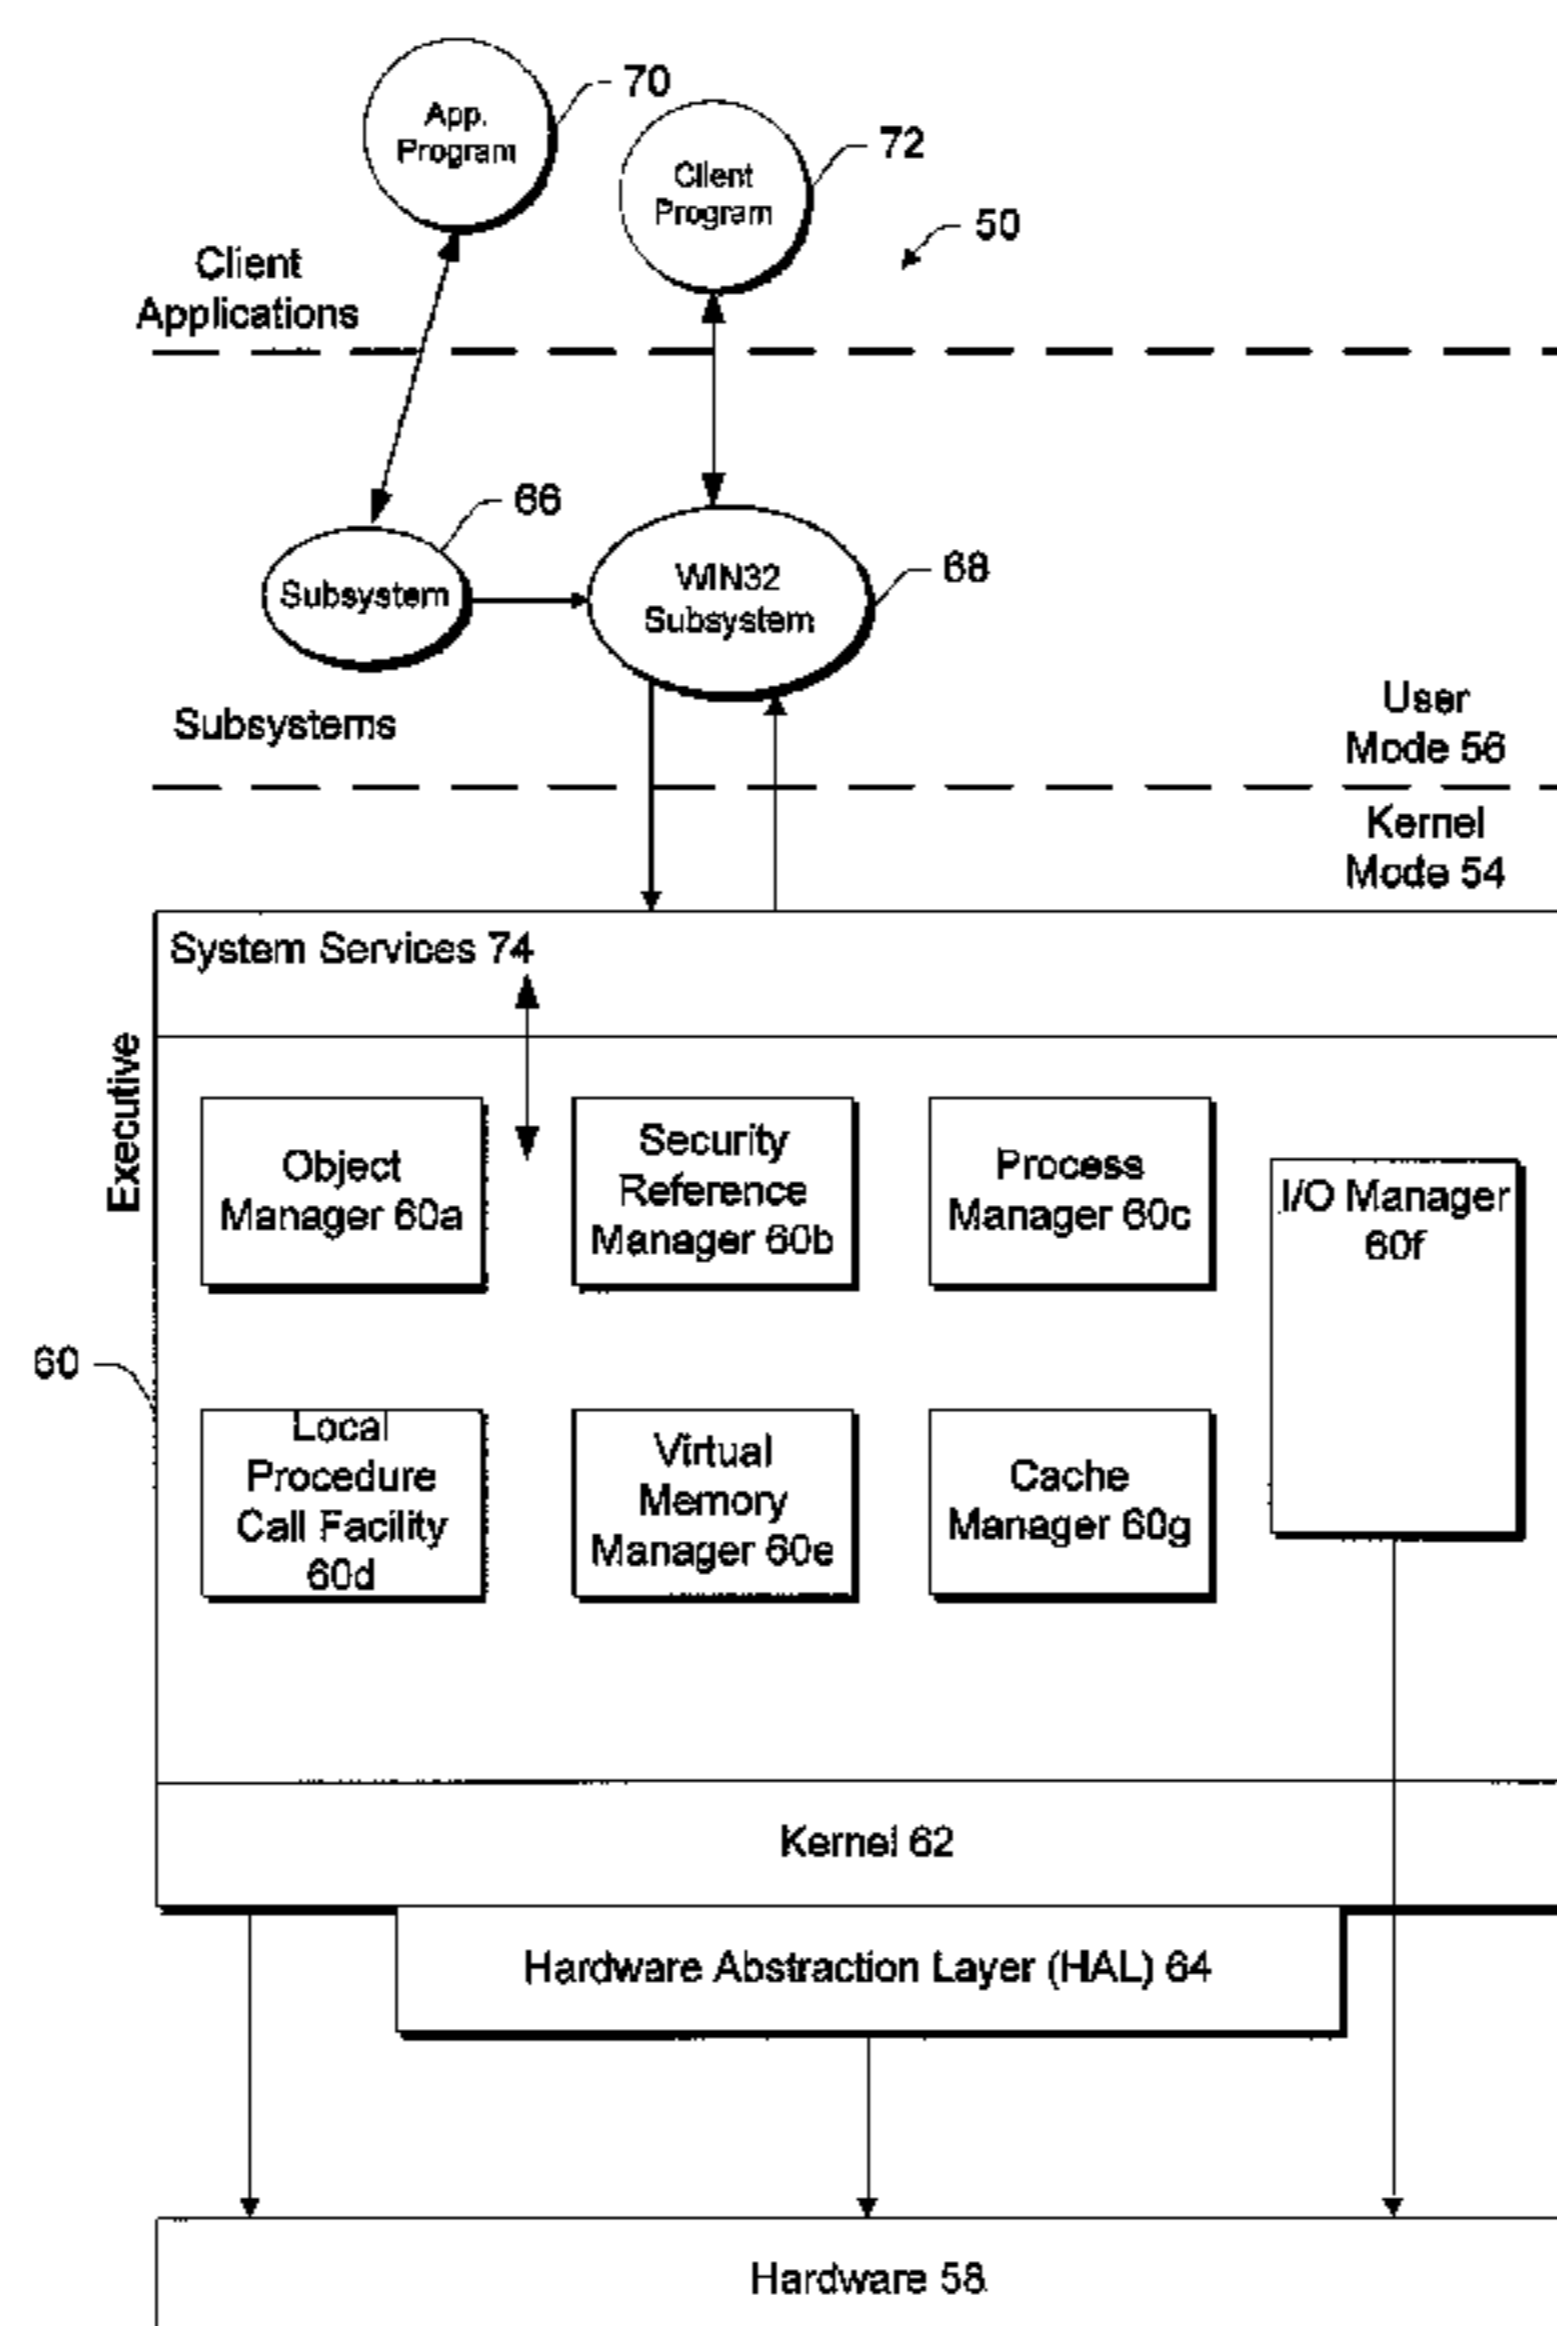 70
App.
Program
72
Client
Program
50
Client
Applications
66
Subsystem
68
WIN32
Subsystem
Subsystems
User
Mode 56
Kernel
Mode 54
System Services 74
Executive
Object
Manager 60a
Security
Reference
Manager 60b
Process
Manager 60c
I/O Manager
60f
60
Local
Procedure
Call Facility
60d
Virtual
Memory
Manager 60e
Cache
Manager 60g
Kernel 62
Hardware Abstraction Layer (HAL) 64
Hardware 58